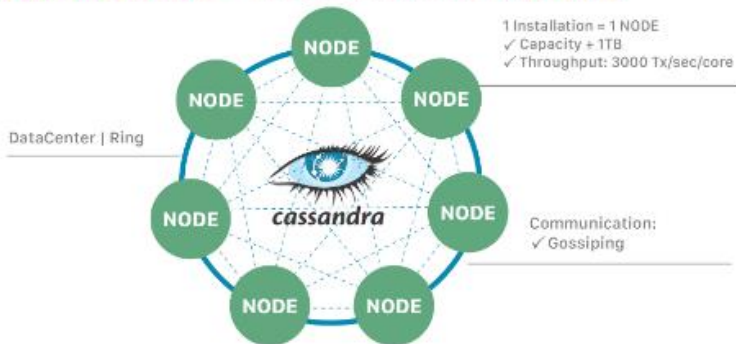 NODE
1 Installation = 1 NODE
✓ Capacity ± 1TB
✓ Throughput: 3000 Tx/sec/core
NODE
NODE
DataCenter | Ring
cassandra
NODE
NODE
Communication:
✓ Gossiping
NODE
NODE